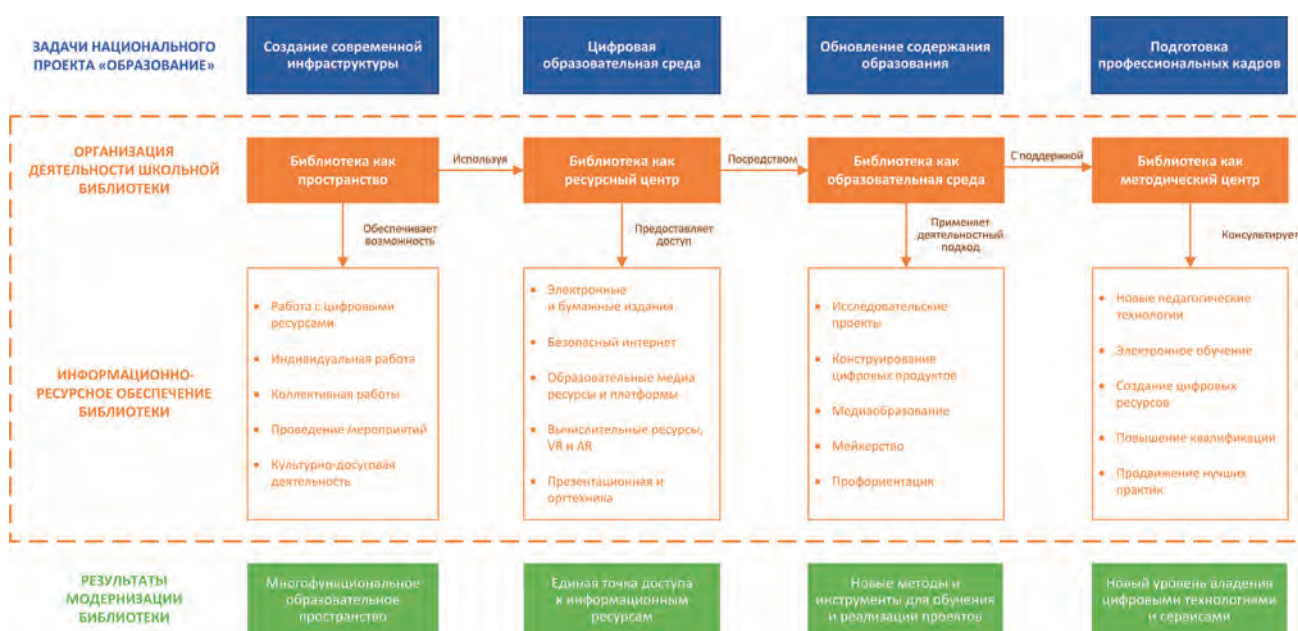 ЗАДАЧИ НАЦИОНАЛЬНОГО
ПРОЕКТА «ОБРАЗОВАНИЕ»
Создание современной
инфраструктуры
Цифровая
образовательная среда
Обновление содержания
образования
Подготовка
профессиональных кадров
ОРГАНИЗАЦИЯ
ДЕЯТЕЛЬНОСТИ ШКОЛЬНОЙ
БИБЛИОТЕКИ
Библиотека как
пространство
Используя
Библиотека как
ресурсный центр
Посредством
Библиотека как
образовательная среда
С поддержкой
Библиотека как
методический центр
Обеспечивает
возможность
Предоставляет
доступ
Применяет
деятельностный
подход
Консультирует
ИНФОРМАЦИОННО-
РЕСУРСНОЕ ОБЕСПЕЧЕНИЕ
БИБЛИОТЕКИ
• Работа с цифровыми
ресурсами
• Индивидуальная работа
• Коллективная работы
• Проведение мероприятий
• Культурно-досуговая
деятельность
• Электронные
и бумажные издания
• Безопасный интернет
• Образовательные медиа
ресурсы и платформы
• Вычислительные ресурсы,
VR и AR
• Презентационная и
оргтехника
• Исследовательские
проекты
• Конструирование
цифровых продуктов
• Медиаобразование
• Мейкерство
• Профориентация
• Новые педагогические
технологии
• Электронное обучение
• Создание цифровых
ресурсов
• Повышение квалификации
• Продвижение лучших
практик
РЕЗУЛЬТАТЫ
МОДЕРНИЗАЦИИ
БИБЛИОТЕКИ
Многофункциональное
образовательное
пространство
Единая точка доступа
к информационным
ресурсам
Новые методы и
инструменты для обучения
и реализации проектов
Новый уровень владения
цифровыми технологиями
и сервисами